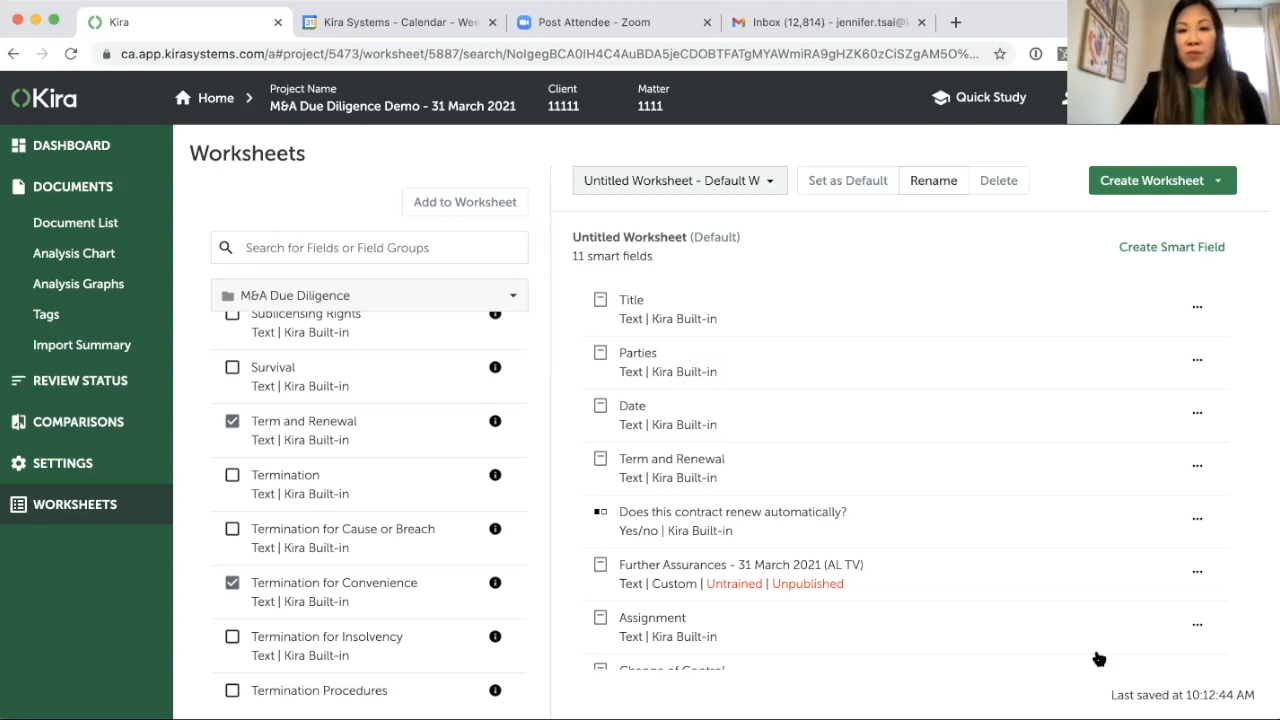 Kira
Kira Systems - Calendar - Wee
Post Attendee - Zoom
Inbox (12,814) - jennifer.tsai@
ca.app.kirasystems.com/a#project/5473/worksheet/5887/search/
Kira
Home
Project Name
M&A Due Diligence Demo - 31 March 2021
Client
11111
Matter
1111
Quick Study
DASHBOARD
DOCUMENTS
Document List
Analysis Chart
Analysis Graphs
Tags
Import Summary
REVIEW STATUS
COMPARISONS
SETTINGS
WORKSHEETS
Worksheets
Add to Worksheet
Search for Fields or Field Groups
M&A Due Diligence
Sublicensing Rights
Text | Kira Built-in
Survival
Text | Kira Built-in
Term and Renewal
Text | Kira Built-in
Termination
Text | Kira Built-in
Termination for Cause or Breach
Text | Kira Built-in
Termination for Convenience
Text | Kira Built-in
Termination for Insolvency
Text | Kira Built-in
Termination Procedures
Untitled Worksheet - Default W
Set as Default
Rename
Delete
Create Worksheet
Untitled Worksheet (Default)
11 smart fields
Create Smart Field
Title
Text | Kira Built-in
Parties
Text | Kira Built-in
Date
Text | Kira Built-in
Term and Renewal
Text | Kira Built-in
Does this contract renew automatically?
Yes/no | Kira Built-in
Further Assurances - 31 March 2021 (AL TV)
Text | Custom | Untrained | Unpublished
Assignment
Text | Kira Built-in
Change of Control
Last saved at 10:12:44 AM